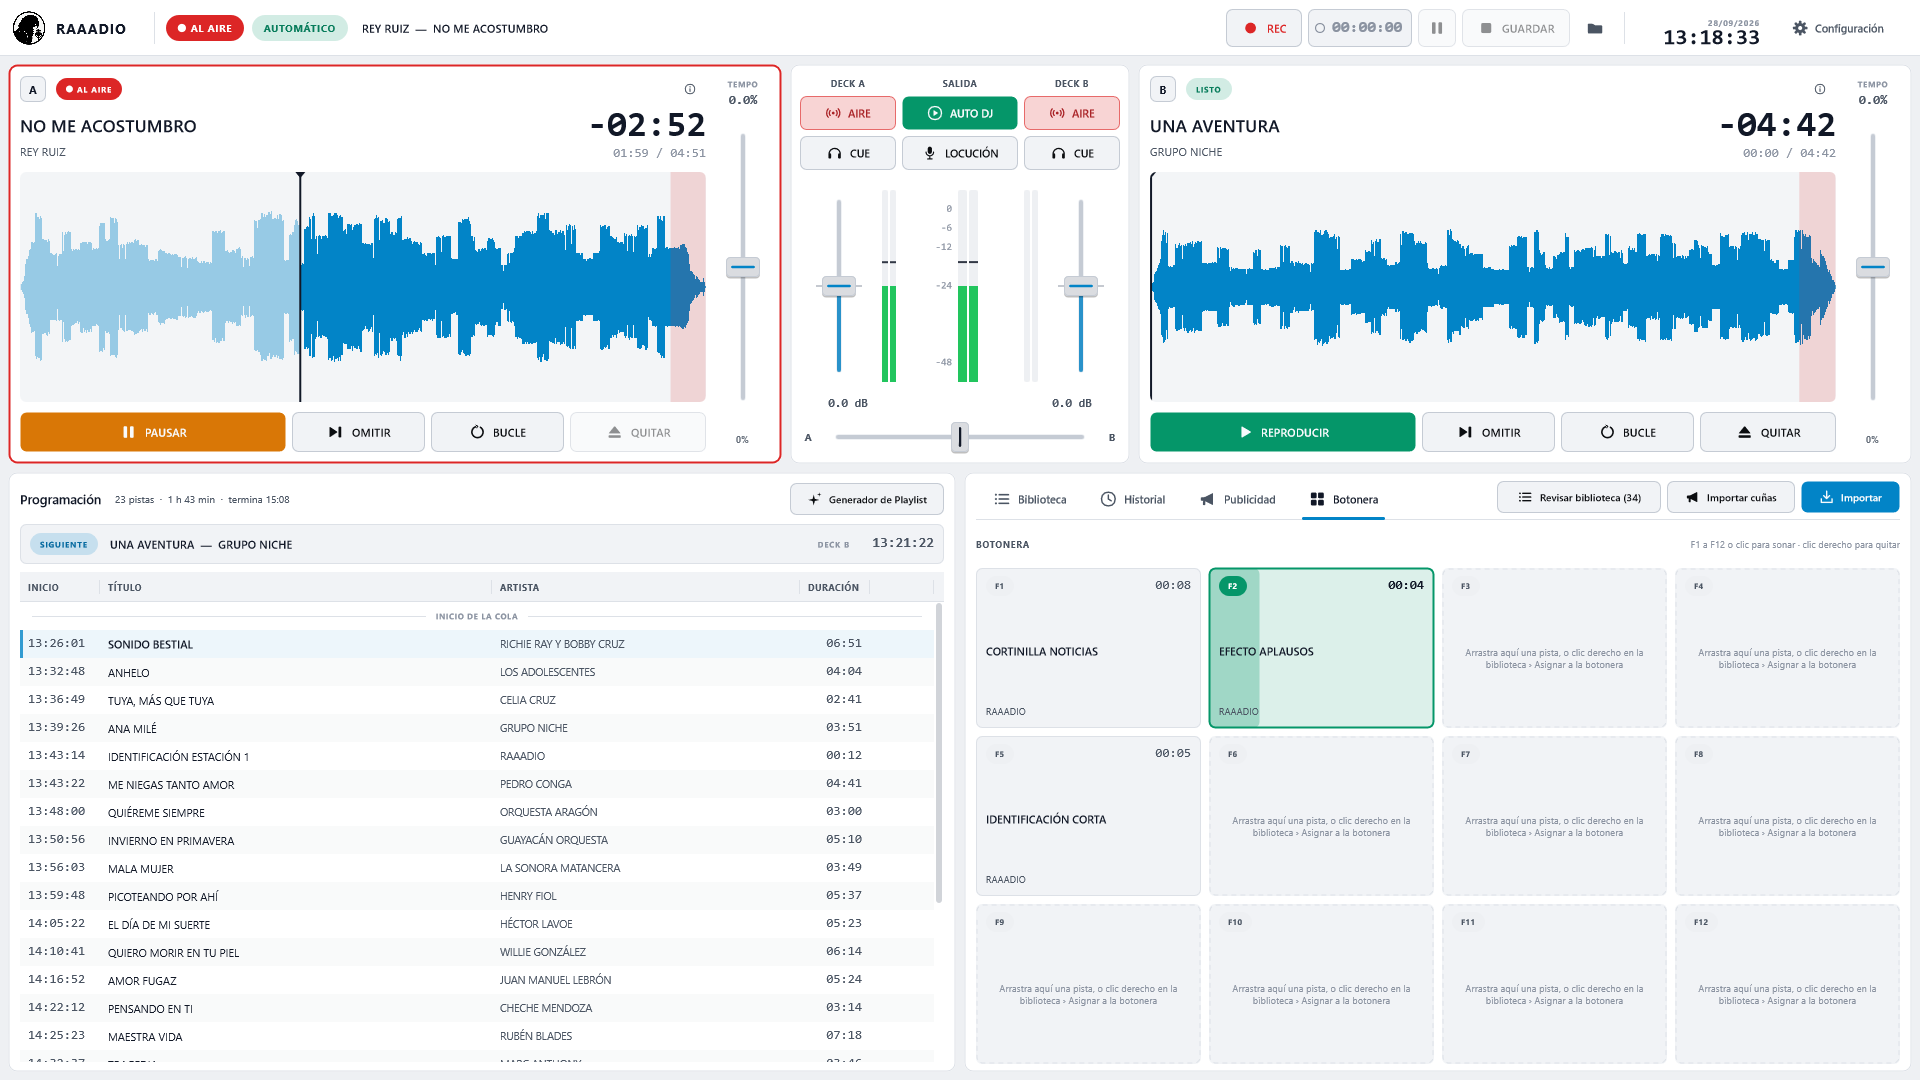 RAAADIO
AL AIRE
AUTOMÁTICO
REY RUIZ — NO ME ACOSTUMBRO
REC
00:00:00
GUARDAR
28/09/2026
13:18:33
Configuración
A
AL AIRE
TEMPO
0.0%
NO ME ACOSTUMBRO
-02:52
REY RUIZ
01:59 / 04:51
PAUSAR
OMITIR
BUCLE
QUITAR
0%
DECK A
SALIDA
DECK B
AIRE
AUTO DJ
AIRE
CUE
LOCUCIÓN
CUE
0
-6
-12
-24
-48
0.0 dB
0.0 dB
A
B
B
LISTO
TEMPO
0.0%
UNA AVENTURA
-04:42
GRUPO NICHE
00:00 / 04:42
REPRODUCIR
OMITIR
BUCLE
QUITAR
0%
Programación
23 pistas · 1 h 43 min · termina 15:08
Generador de Playlist
SIGUIENTE
UNA AVENTURA — GRUPO NICHE
DECK B
13:21:22
INICIO TÍTULO ARTISTA DURACIÓN
INICIO DE LA COLA
13:26:01 SONIDO BESTIAL RICHIE RAY Y BOBBY CRUZ 06:51
13:32:48 ANHELO LOS ADOLESCENTES 04:04
13:36:49 TUYA, MÁS QUE TUYA CELIA CRUZ 02:41
13:39:26 ANA MILÉ GRUPO NICHE 03:51
13:43:14 IDENTIFICACIÓN ESTACIÓN 1 RAAADIO 00:12
13:43:22 ME NIEGAS TANTO AMOR PEDRO CONGA 04:41
13:48:00 QUIÉREME SIEMPRE ORQUESTA ARAGÓN 03:00
13:50:56 INVIERNO EN PRIMAVERA GUAYACÁN ORQUESTA 05:10
13:56:03 MALA MUJER LA SONORA MATANCERA 03:49
13:59:48 PICOTEANDO POR AHÍ HENRY FIOL 05:37
14:05:22 EL DÍA DE MI SUERTE HÉCTOR LAVOE 05:23
14:10:41 QUIERO MORIR EN TU PIEL WILLIE GONZÁLEZ 06:14
14:16:52 AMOR FUGAZ JUAN MANUEL LEBRÓN 05:24
14:22:12 PENSANDO EN TI CHECHE MENDOZA 03:14
14:25:23 MAESTRA VIDA RUBÉN BLADES 07:18
Biblioteca
Historial
Publicidad
Botonera
Revisar biblioteca (34)
Importar cuñas
Importar
BOTONERA
F1 a F12 o clic para sonar · clic derecho para quitar
F1
00:08
CORTINILLA NOTICIAS
RAAADIO
F2
00:04
EFECTO APLAUSOS
RAAADIO
F3
Arrastra aquí una pista, o clic derecho en la
biblioteca › Asignar a la botonera
F4
Arrastra aquí una pista, o clic derecho en la
biblioteca › Asignar a la botonera
F5
00:05
IDENTIFICACIÓN CORTA
RAAADIO
F6
Arrastra aquí una pista, o clic derecho en la
biblioteca › Asignar a la botonera
F7
Arrastra aquí una pista, o clic derecho en la
biblioteca › Asignar a la botonera
F8
Arrastra aquí una pista, o clic derecho en la
biblioteca › Asignar a la botonera
F9
Arrastra aquí una pista, o clic derecho en la
biblioteca › Asignar a la botonera
F10
Arrastra aquí una pista, o clic derecho en la
biblioteca › Asignar a la botonera
F11
Arrastra aquí una pista, o clic derecho en la
biblioteca › Asignar a la botonera
F12
Arrastra aquí una pista, o clic derecho en la
biblioteca › Asignar a la botonera